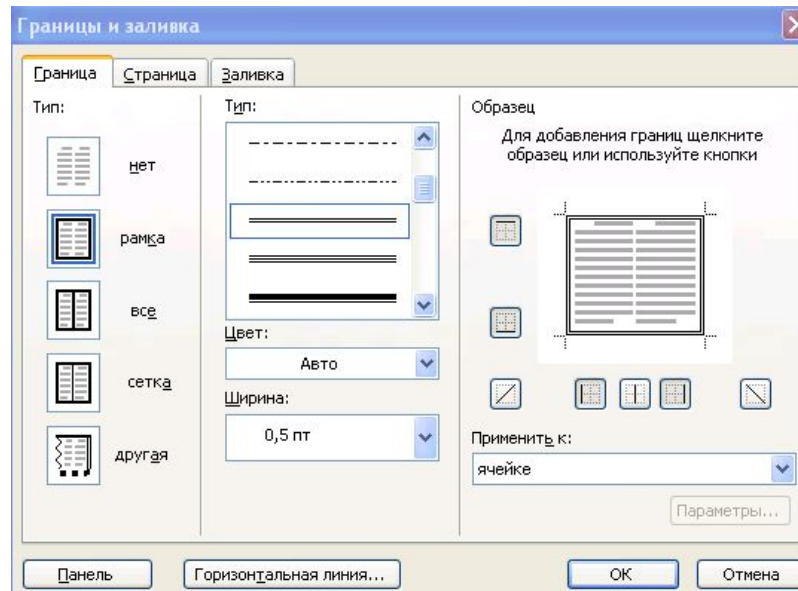 Границы и заливка
Граница
Страница
Заливка
Тип:
нет
рамка
все
сетка
другая
Тип:
Цвет:
Авто
Ширина:
0,5 пт
Образец
Для добавления границ щелкните
образец или используйте кнопки
Применить к:
ячейке
Параметры...
Панель
Горизонтальная линия...
ОК
Отмена